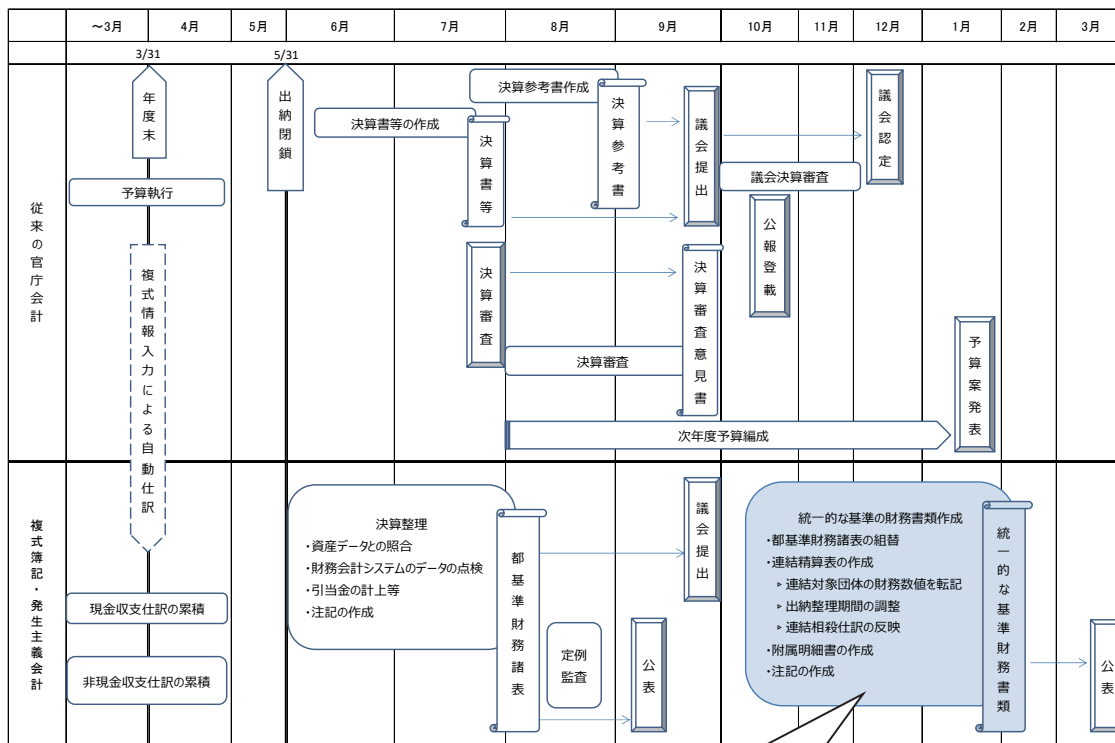 ～3月 4月 5月 6月 7月 8月 9月 10月 11月 12月 1月 2月 3月
3/31 5/31
従来の官庁会計
年度末
出納閉鎖
予算執行
複式情報入力による自動仕訳
決算書等の作成
決算参考書作成
決算書等
決算参考書
議会提出
議会認定
議会決算審査
公報登載
決算審査
決算審査
決算審査意見書
次年度予算編成
予算案発表
複式簿記・発生主義会計
現金収支仕訳の累積
非現金収支仕訳の累積
決算整理
・資産データとの照合
・財務会計システムのデータの点検
・引当金の計上等
・注記の作成
都基準財務諸表
定例
監査
議会提出
公表
統一的な基準の財務書類作成
・都基準財務諸表の組替
・連結精算表の作成
▹ 連結対象団体の財務数値を転記
▹ 出納整理期間の調整
▹ 連結相殺仕訳の反映
・附属明細書の作成
・注記の作成
統一的な基準財務書類
公表